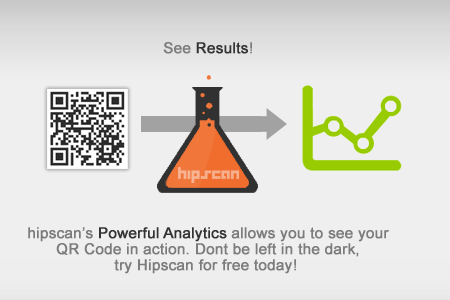 See Results!
hipscan
hipscan's Powerful Analytics allows you to see your
QR Code in action. Dont be left in the dark,
try Hipscan for free today!